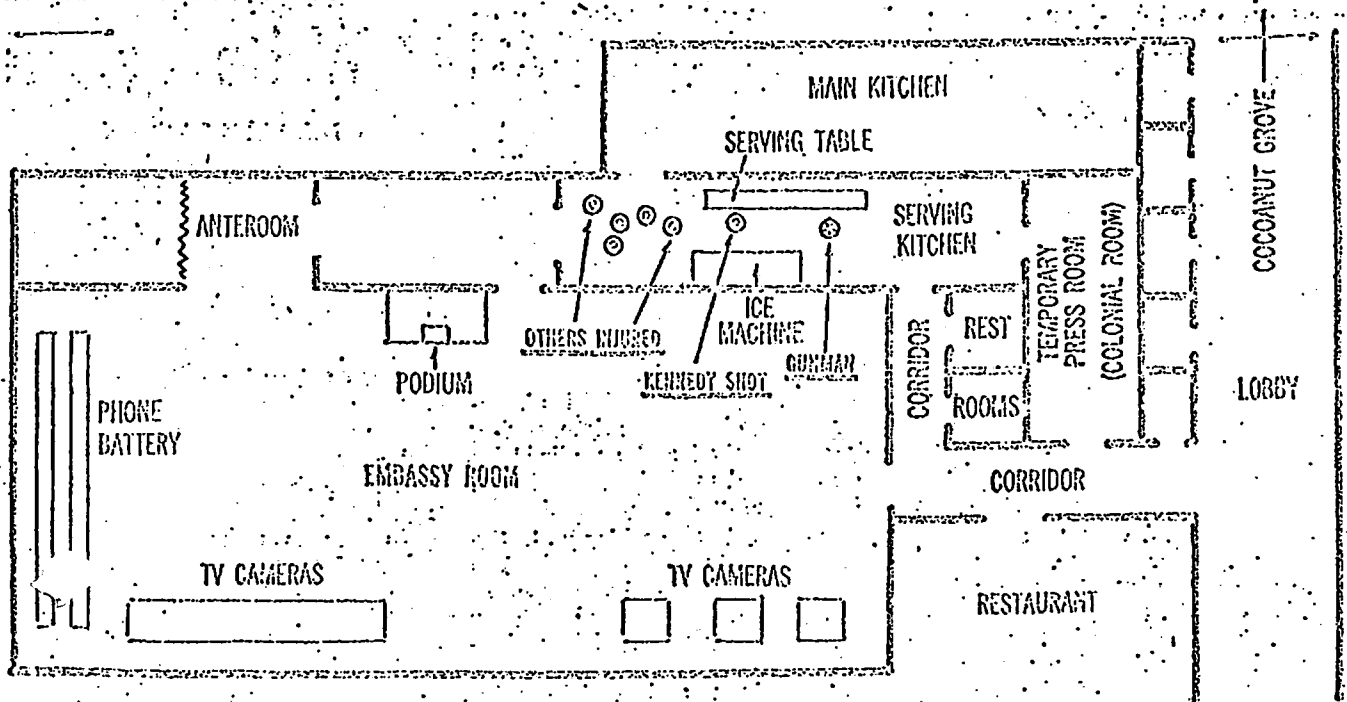 MAIN KITCHEN
SERVING TABLE
COCOANUT GROVE
ANTEROOM
SERVING
KITCHEN
TEMPORARY
PRESS ROOM
(COLONIAL ROOM)
OTHERS INJURED
ICE
MACHINE
KENNEDY SHOT
GUNMAN
CORRIDOR
REST
ROOMS
PODIUM
LOBBY
PHONE
BATTERY
EMBASSY ROOM
CORRIDOR
TV CAMERAS
TV CAMERAS
RESTAURANT